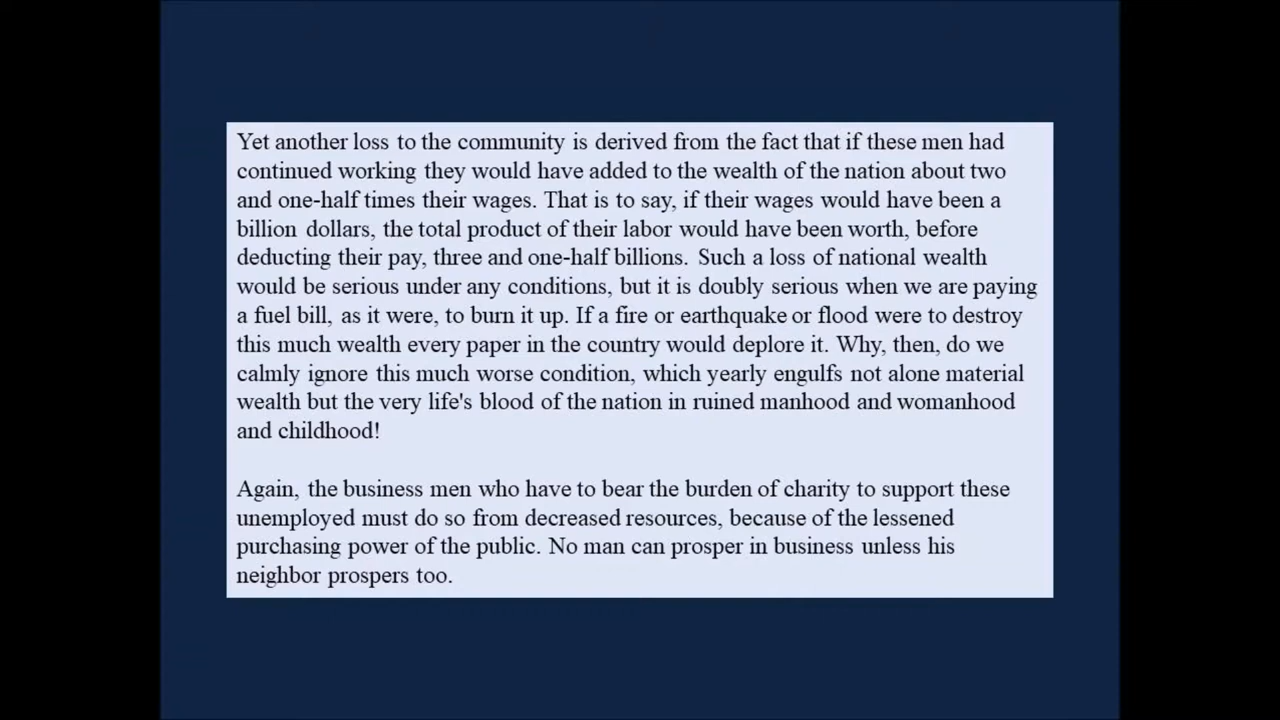 Yet another loss to the community is derived from the fact that if these men had
continued working they would have added to the wealth of the nation about two
and one-half times their wages. That is to say, if their wages would have been a
billion dollars, the total product of their labor would have been worth, before
deducting their pay, three and one-half billions. Such a loss of national wealth
would be serious under any conditions, but it is doubly serious when we are paying
a fuel bill, as it were, to burn it up. If a fire or earthquake or flood were to destroy
this much wealth every paper in the country would deplore it. Why, then, do we
calmly ignore this much worse condition, which yearly engulfs not alone material
wealth but the very life's blood of the nation in ruined manhood and womanhood
and childhood!
Again, the business men who have to bear the burden of charity to support these
unemployed must do so from decreased resources, because of the lessened
purchasing power of the public. No man can prosper in business unless his
neighbor prospers too.